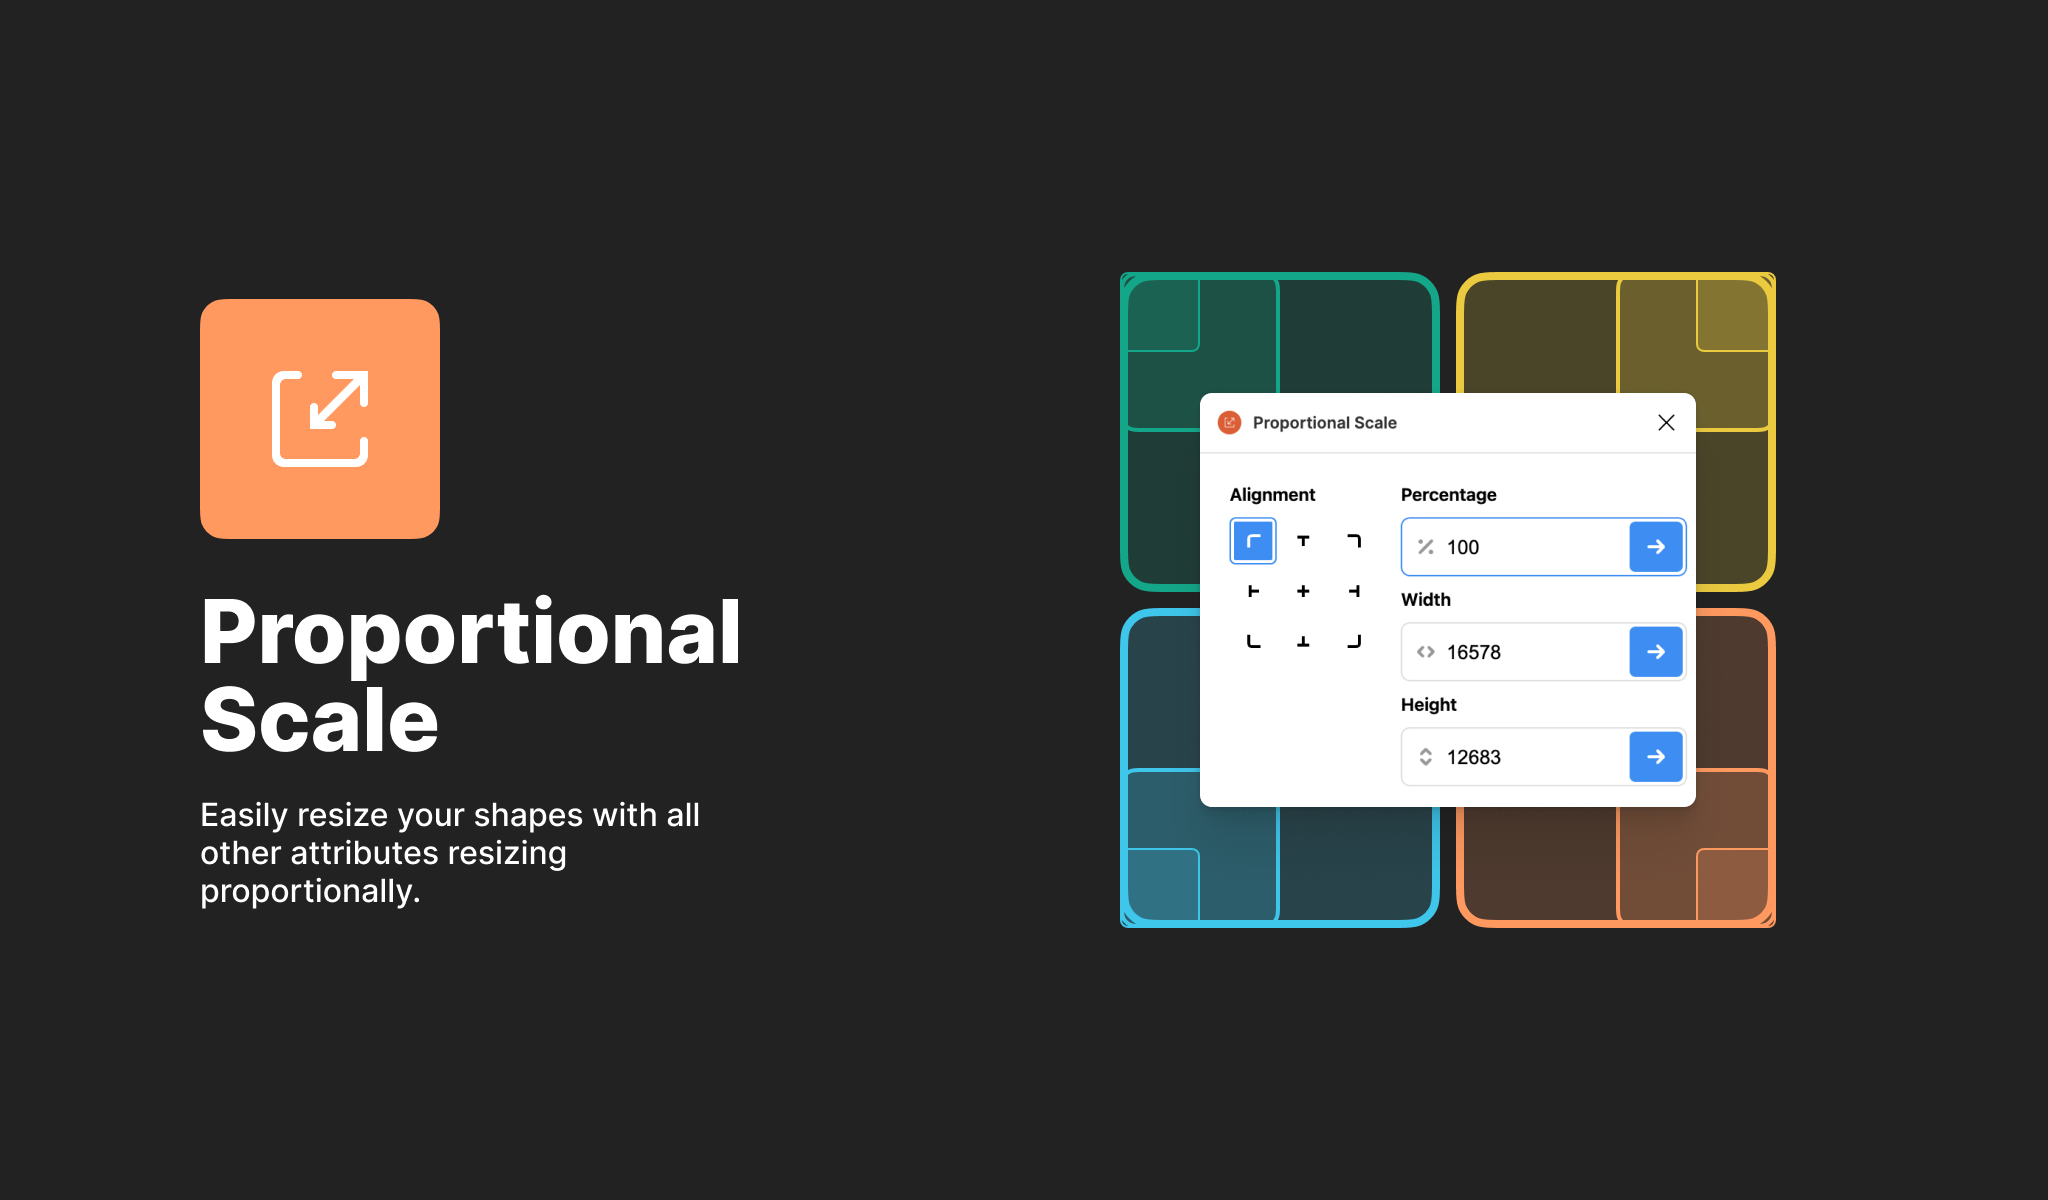 Proportional
Scale
Easily resize your shapes with all
other attributes resizing
proportionally.
Proportional Scale
Alignment
Percentage
100
Width
16578
Height
12683